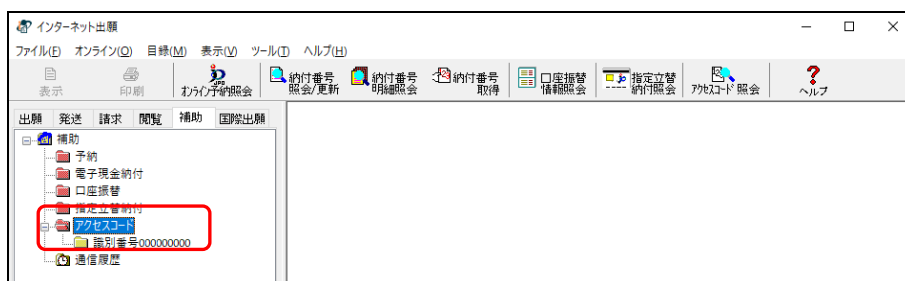 インターネット出願
ファイル(F) オンライン(O) 目録(M) 表示(V) ツール(T) ヘルプ(H)
表示
印刷
オンライン予納照会
納付番号
照会/更新
納付番号
明細照会
納付番号
取得
口座振替
情報照会
指定立替
納付照会
アクセスコード照会
ヘルプ
出願 発送 請求 閲覧 補助 国際出願
補助
予納
電子現金納付
口座振替
指定立替納付
アクセスコード
識別番号000000000
通信履歴